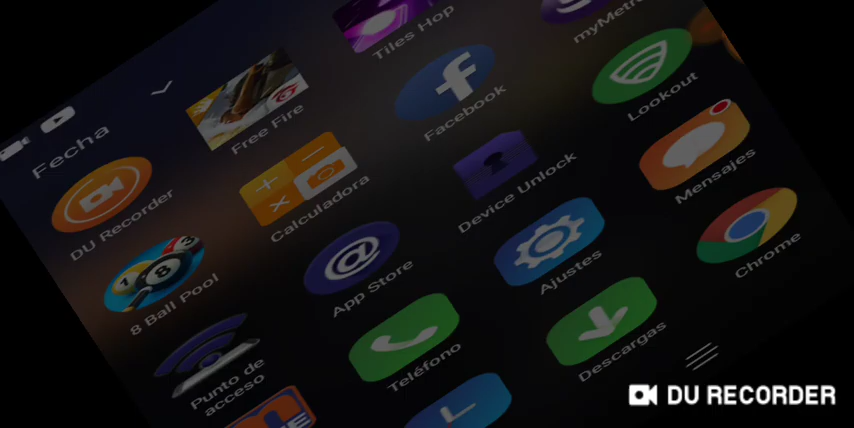 Tiles Hop
myMetro
Fecha
Free Fire
Facebook
Lookout
DU Recorder
Calculadora
Device Unlock
Mensajes
8 Ball Pool
App Store
Ajustes
Chrome
Punto de
acceso
Teléfono
Descargas
DU RECORDER